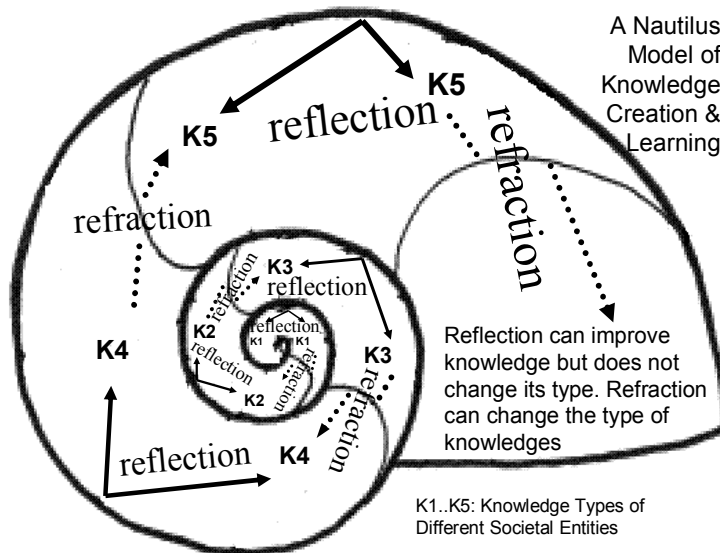 A Nautilus
Model of
Knowledge
Creation &
Learning
K5
K5
reflection
refraction
refraction
K3
reflection
refraction
K2
K1
reflection
K1
K4
reflection
K2
refraction
K3
refraction
K4
reflection
Reflection can improve
knowledge but does not
change its type. Refraction
can change the type of
knowledges
K1..K5: Knowledge Types of
Different Societal Entities